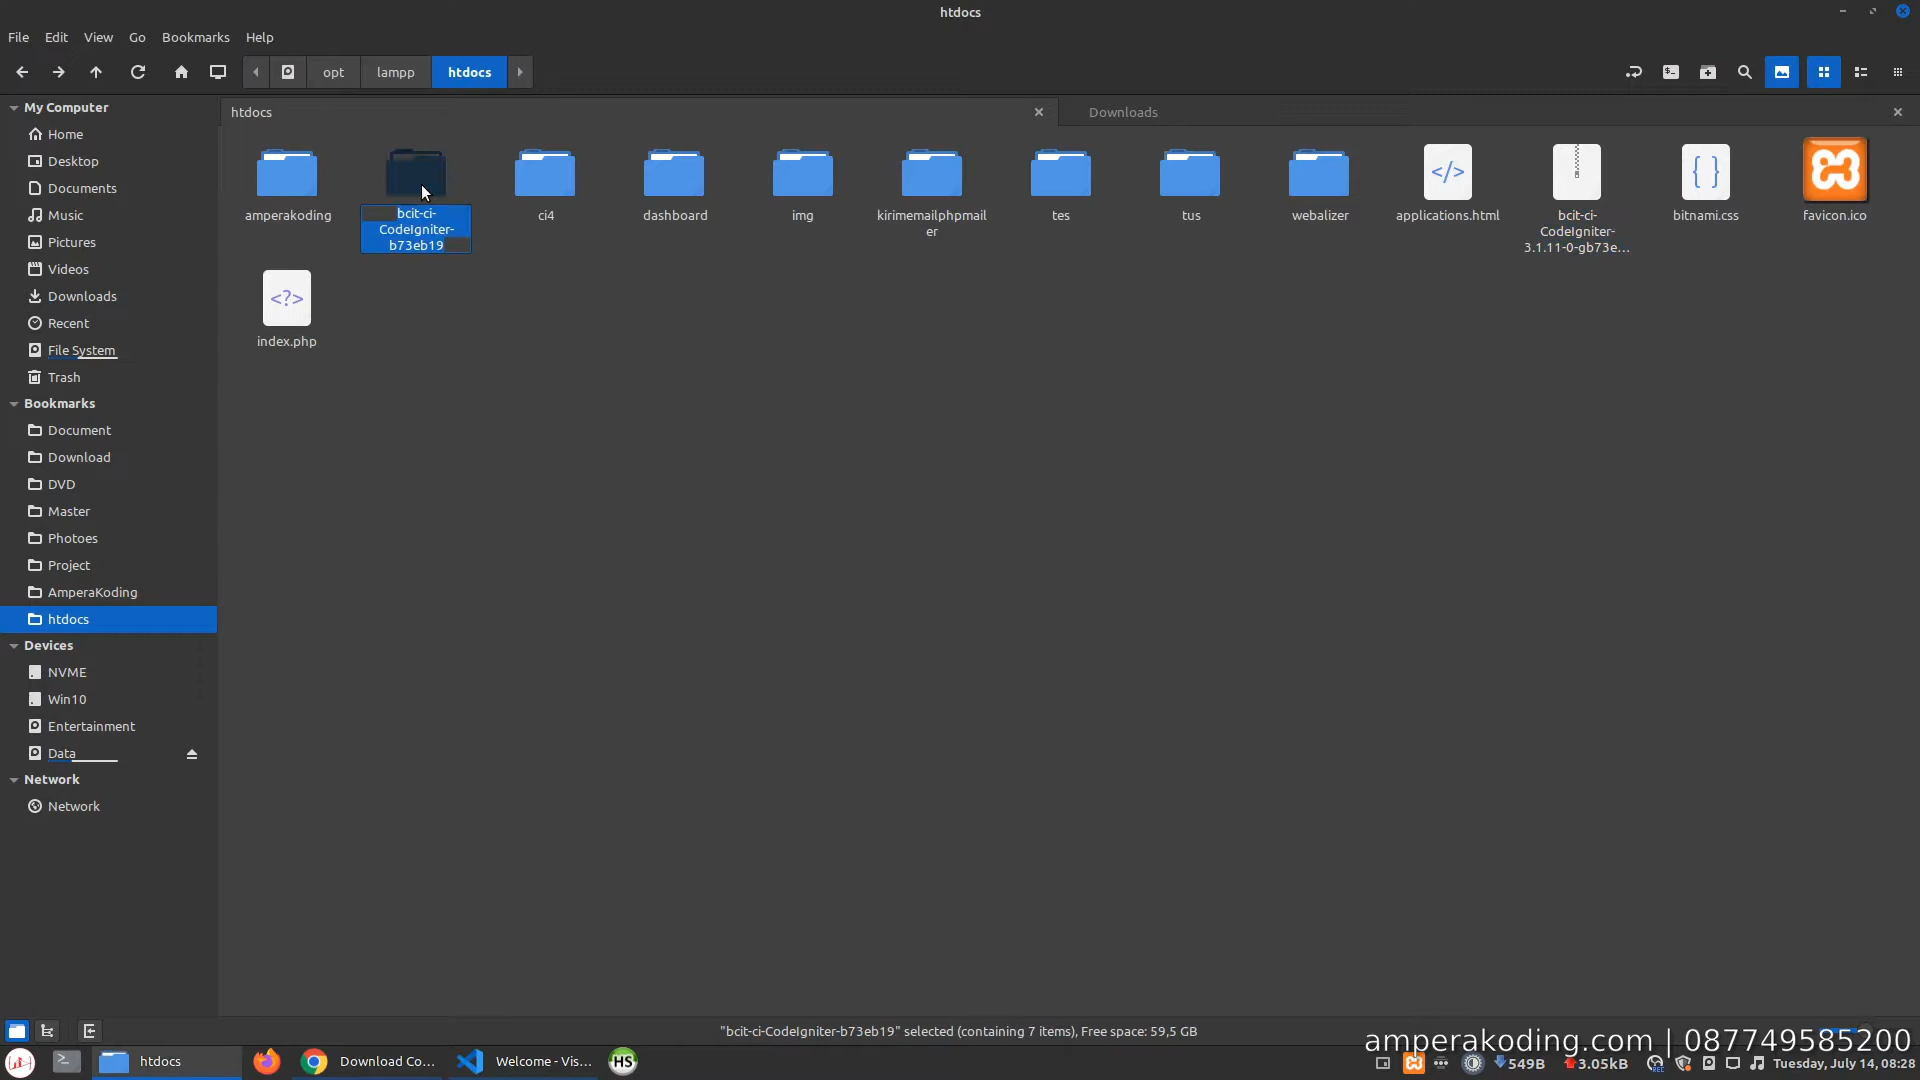 htdocs
File Edit View Go Bookmarks Help
opt lampp htdocs
My Computer
Home
Desktop
Documents
Music
Pictures
Videos
Downloads
Recent
File System
Trash
Bookmarks
Document
Download
DVD
Master
Photoes
Project
AmperaKoding
htdocs
Devices
NVME
Win10
Entertainment
Data
Network
Network
htdocs
Downloads
amperakoding
bcit-ci-
CodeIgniter-
b73eb19
ci4
dashboard
img
kirimemailphpmail
er
tes
tus
webalizer
</>
applications.html
bcit-ci-
CodeIgniter-
3.1.11-0-gb73e...
{ }
bitnami.css
favicon.ico
<?>
index.php
"bcit-ci-CodeIgniter-b73eb19" selected (containing 7 items), Free space: 59,5 GB
amperakoding.com | 087749585200
htdocs
Download Co...
Welcome - Vis...
HS
549B
3.05kB
REC
Tuesday, July 14, 08:28